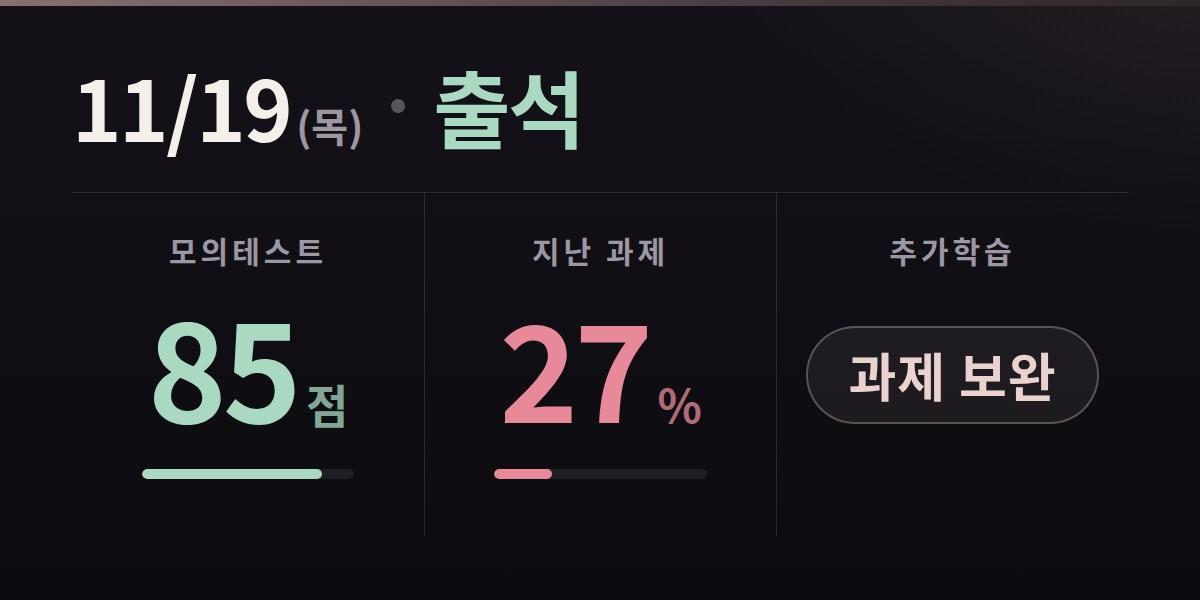 11/19 (목) • 출석
모의테스트 지난 과제 추가학습
85점 27% 과제 보완